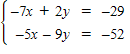 -7x + 2y = -29
-5x - 9y = -52